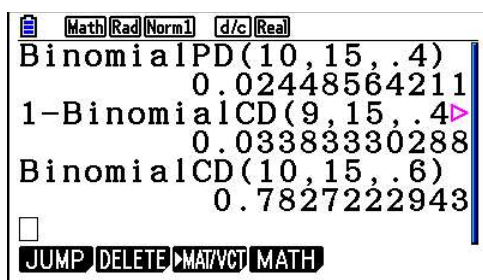 Math Rad Norm1 d/c Real
BinomialPD(10,15,.4)
0.02448564211
1-BinomialCD(9,15,.4▷
0.03383330288
BinomialCD(10,15,.6)
0.7827222943
JUMP DELETE ▶MAT/VCT MATH